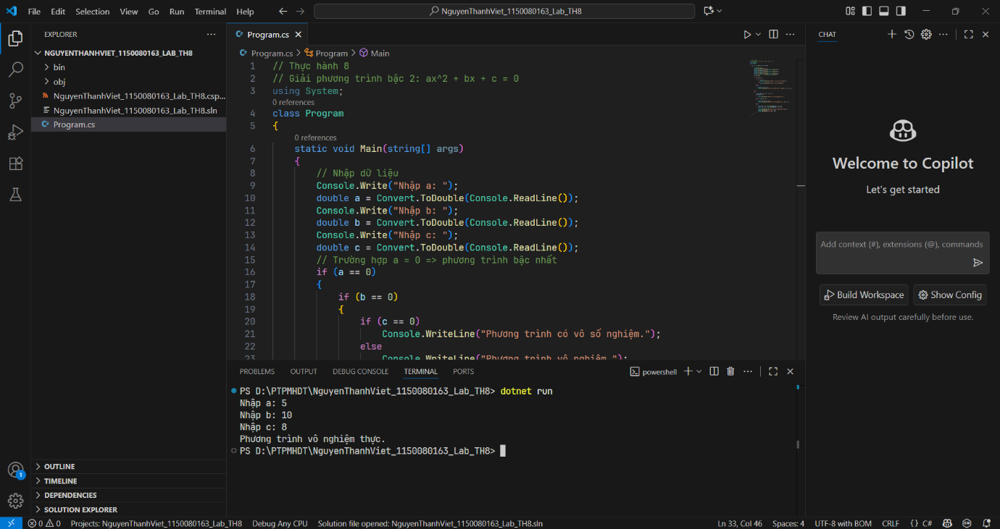 File Edit Selection View Go Run Terminal Help
NguyenThanhViet_1150080163_Lab_TH8
EXPLORER
NGUYENTHANHVIET_1150080163_LAB_TH8
bin
obj
NguyenThanhViet_1150080163_Lab_TH8.csp...
NguyenThanhViet_1150080163_Lab_TH8.sln
Program.cs
OUTLINE
TIMELINE
DEPENDENCIES
SOLUTION EXPLORER
Program.cs
Program.cs > Program > Main
1 // Thực hành 8
2 // Giải phương trình bậc 2: ax^2 + bx + c = 0
3 using System;
0 references
4 class Program
5 {
0 references
6 static void Main(string[] args)
7 {
8 // Nhập dữ liệu
9 Console.Write("Nhập a: ");
10 double a = Convert.ToDouble(Console.ReadLine());
11 Console.Write("Nhập b: ");
12 double b = Convert.ToDouble(Console.ReadLine());
13 Console.Write("Nhập c: ");
14 double c = Convert.ToDouble(Console.ReadLine());
15 // Trường hợp a = 0 => phương trình bậc nhất
16 if (a == 0)
17 {
18 if (b == 0)
19 {
20 if (c == 0)
21 Console.WriteLine("Phương trình có vô số nghiệm.");
22 else
23 Console.WriteLine("Phương trình vô nghiệm.");
PROBLEMS OUTPUT DEBUG CONSOLE TERMINAL PORTS
powershell
PS D:\PTPMHDT\NguyenThanhViet_1150080163_Lab_TH8> dotnet run
Nhập a: 5
Nhập b: 10
Nhập c: 8
Phương trình vô nghiệm thực.
PS D:\PTPMHDT\NguyenThanhViet_1150080163_Lab_TH8>
CHAT
Welcome to Copilot
Let's get started
Add context (#), extensions (@), commands
Build Workspace
Show Config
Review AI output carefully before use.
1
0 0 Projects: NguyenThanhViet_1150080163_Lab_TH8 Debug Any CPU Solution file opened: NguyenThanhViet_1150080163_Lab_TH8.sln Ln 33, Col 46 Spaces: 4 UTF-8 with BOM CRLF {} C#